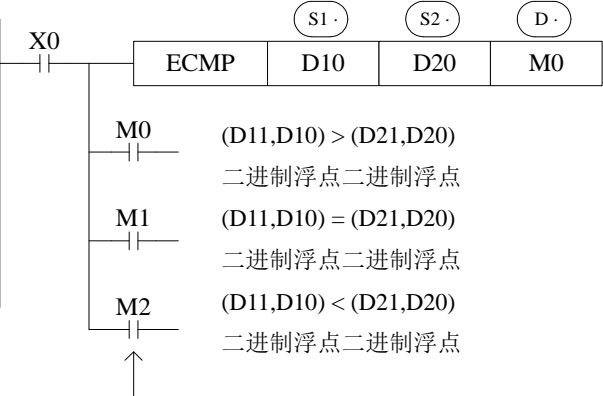 S1· S2· D·
X0
ECMP D10 D20 M0
M0 (D11,D10) > (D21,D20)
二进制浮点二进制浮点
M1 (D11,D10) = (D21,D20)
二进制浮点二进制浮点
M2 (D11,D10) < (D21,D20)
二进制浮点二进制浮点